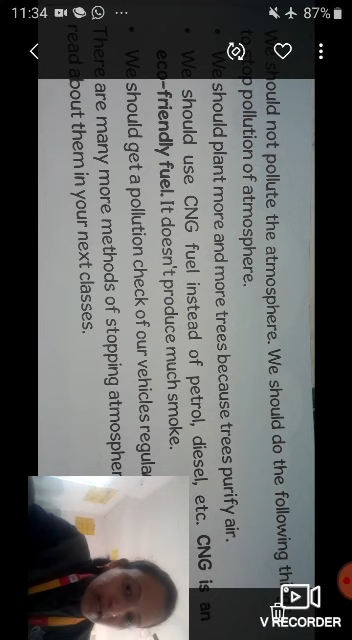 11:34
87%
We should not pollute the atmosphere. We should do the following
to stop pollution of atmosphere.
• We should plant more and more trees because trees purify air.
• We should use CNG fuel instead of petrol, diesel, etc. CNG is an
eco-friendly fuel. It doesn't produce much smoke.
• We should get a pollution check of our vehicles
There are many more methods of stopping
read about them in your next classes.
V RECORDER